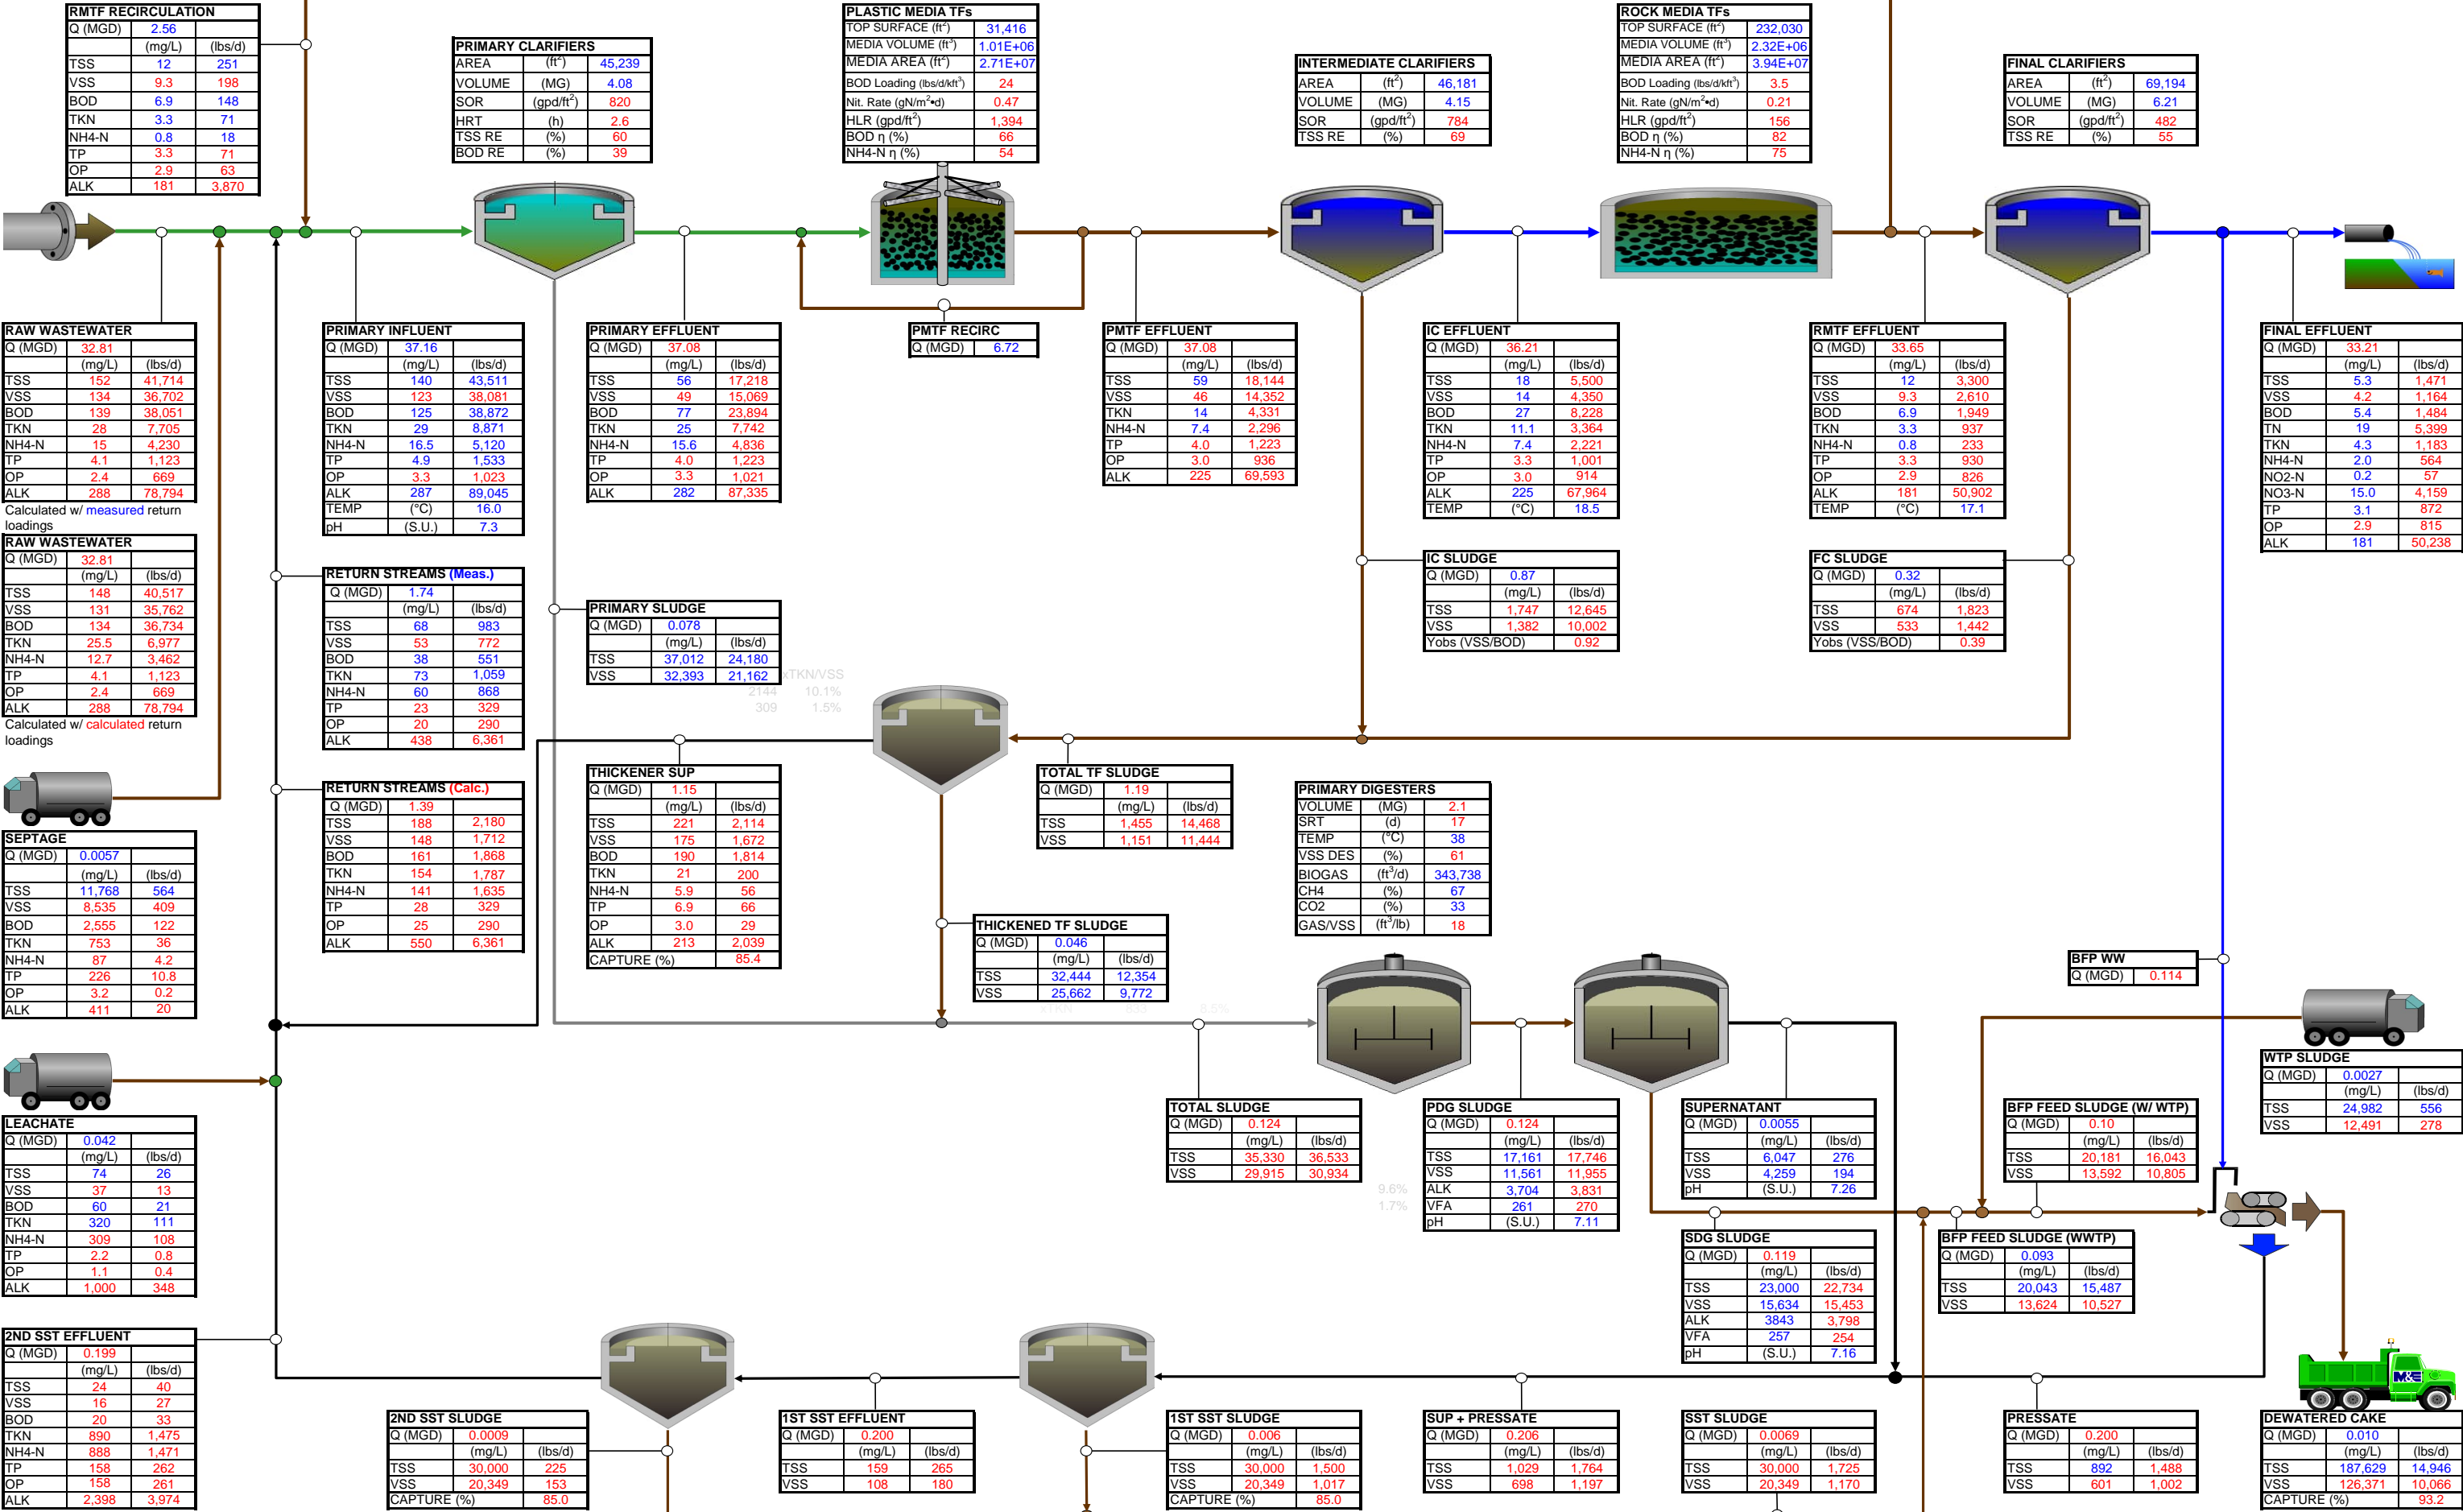 RMTF RECIRCULATION
Q (MGD) 2.56
(mg/L) (lbs/d)
TSS 12 251
VSS 9.3 198
BOD 6.9 148
TKN 3.3 71
NH4-N 0.8 18
TP 3.3 71
OP 2.9 63
ALK 181 3,870
PRIMARY CLARIFIERS
AREA (ft²) 45,239
VOLUME (MG) 4.08
SOR (gpd/ft²) 820
HRT (h) 2.6
TSS RE (%) 60
BOD RE (%) 39
PLASTIC MEDIA TFs
TOP SURFACE (ft²) 31,416
MEDIA VOLUME (ft³) 1.01E+06
MEDIA AREA (ft²) 2.71E+07
BOD Loading (lbs/d/kft³) 24
Nit. Rate (gN/m²•d) 0.47
HLR (gpd/ft²) 1,394
BOD η (%) 66
NH4-N η (%) 54
INTERMEDIATE CLARIFIERS
AREA (ft²) 46,181
VOLUME (MG) 4.15
SOR (gpd/ft²) 784
TSS RE (%) 69
ROCK MEDIA TFs
TOP SURFACE (ft²) 232,030
MEDIA VOLUME (ft³) 2.32E+06
MEDIA AREA (ft²) 3.94E+07
BOD Loading (lbs/d/kft³) 3.5
Nit. Rate (gN/m²•d) 0.21
HLR (gpd/ft²) 156
BOD η (%) 82
NH4-N η (%) 75
FINAL CLARIFIERS
AREA (ft²) 69,194
VOLUME (MG) 6.21
SOR (gpd/ft²) 482
TSS RE (%) 55
RAW WASTEWATER
Q (MGD) 32.81
(mg/L) (lbs/d)
TSS 152 41,714
VSS 134 36,702
BOD 139 38,051
TKN 28 7,705
NH4-N 15 4,230
TP 4.1 1,123
OP 2.4 669
ALK 288 78,794
Calculated w/ measured return
loadings
RAW WASTEWATER
Q (MGD) 32.81
(mg/L) (lbs/d)
TSS 148 40,517
VSS 131 35,762
BOD 134 36,734
TKN 25.5 6,977
NH4-N 12.7 3,462
TP 4.1 1,123
OP 2.4 669
ALK 288 78,794
Calculated w/ calculated return
loadings
PRIMARY INFLUENT
Q (MGD) 37.16
(mg/L) (lbs/d)
TSS 140 43,511
VSS 123 38,081
BOD 125 38,872
TKN 29 8,871
NH4-N 16.5 5,120
TP 4.9 1,533
OP 3.3 1,023
ALK 287 89,045
TEMP (°C) 16.0
pH (S.U.) 7.3
PRIMARY EFFLUENT
Q (MGD) 37.08
(mg/L) (lbs/d)
TSS 56 17,218
VSS 49 15,069
BOD 77 23,894
TKN 25 7,742
NH4-N 15.6 4,836
TP 4.0 1,223
OP 3.3 1,021
ALK 282 87,335
PMTF RECIRC
Q (MGD) 6.72
PMTF EFFLUENT
Q (MGD) 37.08
(mg/L) (lbs/d)
TSS 59 18,144
VSS 46 14,352
TKN 14 4,331
NH4-N 7.4 2,296
TP 4.0 1,223
OP 3.0 936
ALK 225 69,593
IC EFFLUENT
Q (MGD) 36.21
(mg/L) (lbs/d)
TSS 18 5,500
VSS 14 4,350
BOD 27 8,228
TKN 11.1 3,364
NH4-N 7.4 2,221
TP 3.3 1,001
OP 3.0 914
ALK 225 67,964
TEMP (°C) 18.5
RMTF EFFLUENT
Q (MGD) 33.65
(mg/L) (lbs/d)
TSS 12 3,300
VSS 9.3 2,610
BOD 6.9 1,949
TKN 3.3 937
NH4-N 0.8 233
TP 3.3 930
OP 2.9 826
ALK 181 50,902
TEMP (°C) 17.1
FINAL EFFLUENT
Q (MGD) 33.21
(mg/L) (lbs/d)
TSS 5.3 1,471
VSS 4.2 1,164
BOD 5.4 1,484
TN 19 5,399
TKN 4.3 1,183
NH4-N 2.0 564
NO2-N 0.2 57
NO3-N 15.0 4,159
TP 3.1 872
OP 2.9 815
ALK 181 50,238
RETURN STREAMS (Meas.)
Q (MGD) 1.74
(mg/L) (lbs/d)
TSS 68 983
VSS 53 772
BOD 38 551
TKN 73 1,059
NH4-N 60 868
TP 23 329
OP 20 290
ALK 438 6,361
PRIMARY SLUDGE
Q (MGD) 0.078
(mg/L) (lbs/d)
TSS 37,012 24,180
VSS 32,393 21,162
xTKN/VSS
2144 10.1%
309 1.5%
IC SLUDGE
Q (MGD) 0.87
(mg/L) (lbs/d)
TSS 1,747 12,645
VSS 1,382 10,002
Yobs (VSS/BOD) 0.92
FC SLUDGE
Q (MGD) 0.32
(mg/L) (lbs/d)
TSS 674 1,823
VSS 533 1,442
Yobs (VSS/BOD) 0.39
RETURN STREAMS (Calc.)
Q (MGD) 1.39
(mg/L) (lbs/d)
TSS 188 2,180
VSS 148 1,712
BOD 161 1,868
TKN 154 1,787
NH4-N 141 1,635
TP 28 329
OP 25 290
ALK 550 6,361
THICKENER SUP
Q (MGD) 1.15
(mg/L) (lbs/d)
TSS 221 2,114
VSS 175 1,672
BOD 190 1,814
TKN 21 200
NH4-N 5.9 56
TP 6.9 66
OP 3.0 29
ALK 213 2,039
CAPTURE (%) 85.4
TOTAL TF SLUDGE
Q (MGD) 1.19
(mg/L) (lbs/d)
TSS 1,455 14,468
VSS 1,151 11,444
PRIMARY DIGESTERS
VOLUME (MG) 2.1
SRT (d) 17
TEMP (°C) 38
VSS DES (%) 61
BIOGAS (ft³/d) 343,738
CH4 (%) 67
CO2 (%) 33
GAS/VSS (ft³/lb) 18
SEPTAGE
Q (MGD) 0.0057
(mg/L) (lbs/d)
TSS 11,768 564
VSS 8,535 409
BOD 2,555 122
TKN 753 36
NH4-N 87 4.2
TP 226 10.8
OP 3.2 0.2
ALK 411 20
THICKENED TF SLUDGE
Q (MGD) 0.046
(mg/L) (lbs/d)
TSS 32,444 12,354
VSS 25,662 9,772
BFP WW
Q (MGD) 0.114
WTP SLUDGE
Q (MGD) 0.0027
(mg/L) (lbs/d)
TSS 24,982 556
VSS 12,491 278
LEACHATE
Q (MGD) 0.042
(mg/L) (lbs/d)
TSS 74 26
VSS 37 13
BOD 60 21
TKN 320 111
NH4-N 309 108
TP 2.2 0.8
OP 1.1 0.4
ALK 1,000 348
TOTAL SLUDGE
Q (MGD) 0.124
(mg/L) (lbs/d)
TSS 35,330 36,533
VSS 29,915 30,934
9.6%
1.7%
PDG SLUDGE
Q (MGD) 0.124
(mg/L) (lbs/d)
TSS 17,161 17,746
VSS 11,561 11,955
ALK 3,704 3,831
VFA 261 270
pH (S.U.) 7.11
SUPERNATANT
Q (MGD) 0.0055
(mg/L) (lbs/d)
TSS 6,047 276
VSS 4,259 194
pH (S.U.) 7.26
BFP FEED SLUDGE (W/ WTP)
Q (MGD) 0.10
(mg/L) (lbs/d)
TSS 20,181 16,043
VSS 13,592 10,805
SDG SLUDGE
Q (MGD) 0.119
(mg/L) (lbs/d)
TSS 23,000 22,734
VSS 15,634 15,453
ALK 3843 3,798
VFA 257 254
pH (S.U.) 7.16
BFP FEED SLUDGE (WWTP)
Q (MGD) 0.093
(mg/L) (lbs/d)
TSS 20,043 15,487
VSS 13,624 10,527
M&E
2ND SST EFFLUENT
Q (MGD) 0.199
(mg/L) (lbs/d)
TSS 24 40
VSS 16 27
BOD 20 33
TKN 890 1,475
NH4-N 888 1,471
TP 158 262
OP 158 261
ALK 2,398 3,974
2ND SST SLUDGE
Q (MGD) 0.0009
(mg/L) (lbs/d)
TSS 30,000 225
VSS 20,349 153
CAPTURE (%) 85.0
1ST SST EFFLUENT
Q (MGD) 0.200
(mg/L) (lbs/d)
TSS 159 265
VSS 108 180
1ST SST SLUDGE
Q (MGD) 0.006
(mg/L) (lbs/d)
TSS 30,000 1,500
VSS 20,349 1,017
CAPTURE (%) 85.0
SUP + PRESSATE
Q (MGD) 0.206
(mg/L) (lbs/d)
TSS 1,029 1,764
VSS 698 1,197
SST SLUDGE
Q (MGD) 0.0069
(mg/L) (lbs/d)
TSS 30,000 1,725
VSS 20,349 1,170
PRESSATE
Q (MGD) 0.200
(mg/L) (lbs/d)
TSS 892 1,488
VSS 601 1,002
DEWATERED CAKE
Q (MGD) 0.010
(mg/L) (lbs/d)
TSS 187,629 14,946
VSS 126,371 10,066
CAPTURE (%) 93.2